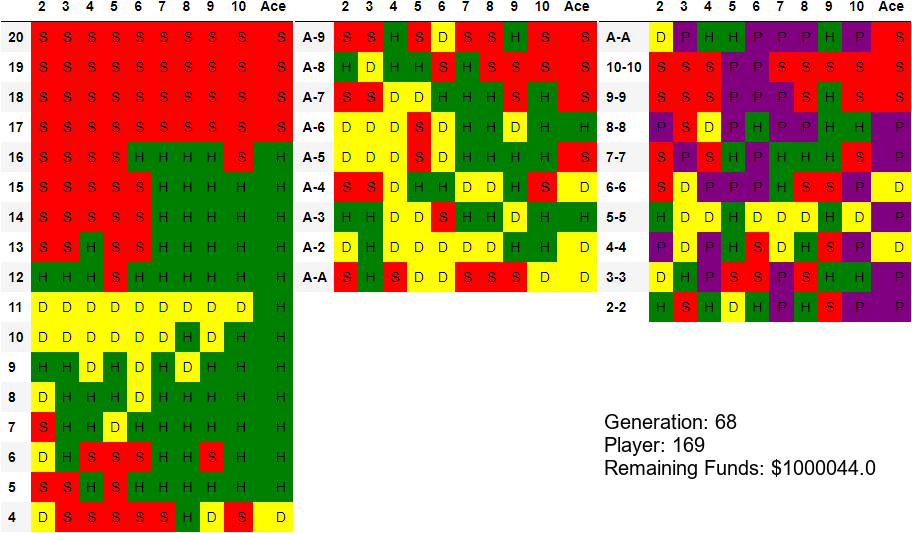 2 3 4 5 6 7 8 9 10 Ace
20 S S S S S S S S S S
19 S S S S S S S S S S
18 S S S S S S S S S S
17 S S S S S S S S S S
16 S S S S H H H H S H
15 S S S S S H H H H H
14 S S S S S H H H H H
13 S S H S S H H H H H
12 H H H S H H H H H H
11 D D D D D D D D D H
10 D D D D D D H D H H
9 H H D H D H D H H H
8 D H H H D H H H H H
7 S H H D H H H H H H
6 D H S S S H H S H H
5 S S H S H H H H H H
4 D S S S S S H D S D
2 3 4 5 6 7 8 9 10 Ace
A-9 S S H S D S S H S S
A-8 H D H H S H S S S S
A-7 S S D D H H H S H S
A-6 D D D S D H H D H H
A-5 D D D S D H H H H S
A-4 S S D H H D D H S D
A-3 H H D D S H H D H H
A-2 D H D D D D D H H D
A-A S H S D D S S S D D
2 3 4 5 6 7 8 9 10 Ace
A-A D P H H P P P H P S
10-10 S S S P P S S S S S
9-9 S S S P P P S H S S
8-8 P S D P H P P H H P
7-7 S P S H P H H H S P
6-6 S D P P P H S S P D
5-5 H D D H D D D H D P
4-4 P D P H S D H S P D
3-3 D H P S S P S H H P
2-2 H S H D H P H S P P
Generation: 68
Player: 169
Remaining Funds: $1000044.0